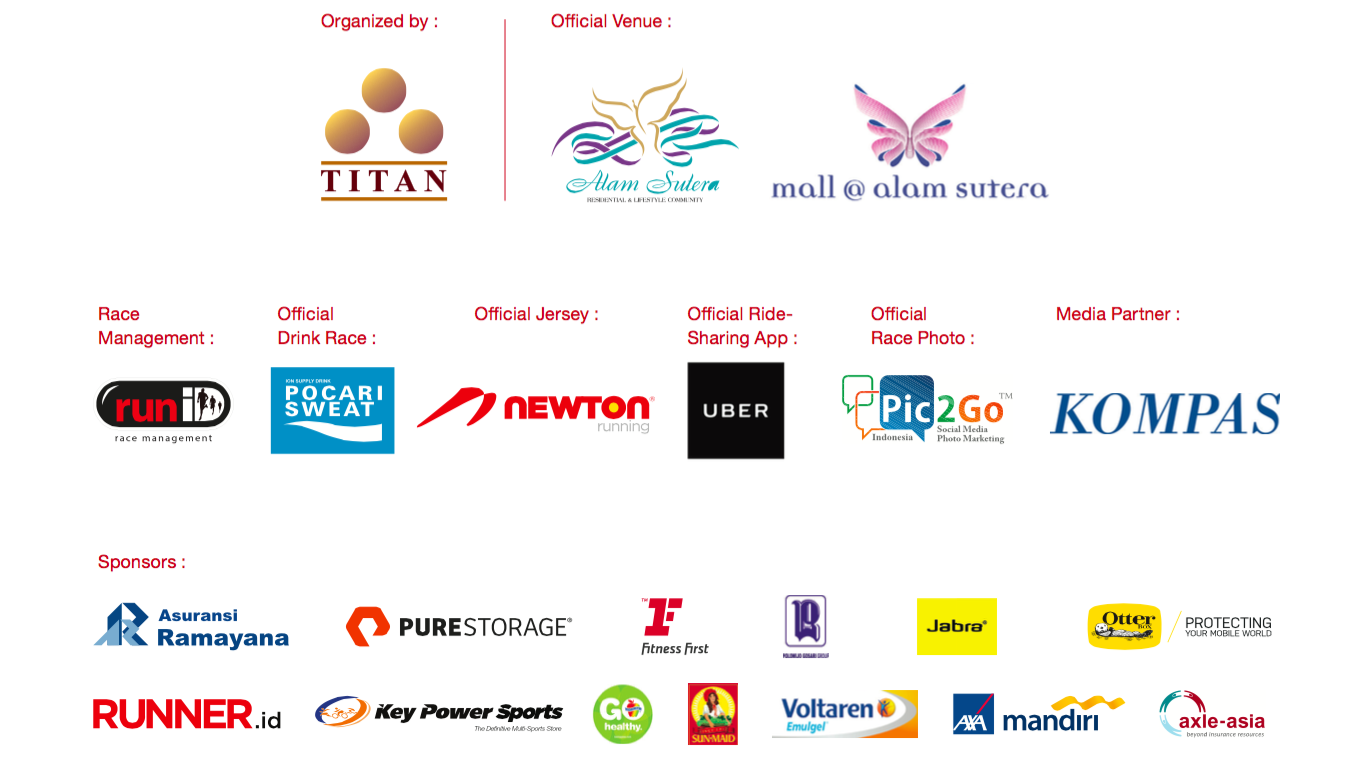 Organized by :
Official Venue :
TITAN
Alam Sutera
RESIDENTIAL & LIFESTYLE COMMUNITY
mall @ alam sutera
Race
Management :
Official
Drink Race :
Official Jersey :
Official Ride-
Sharing App :
Official
Race Photo :
Media Partner :
run iD
race management
ION SUPPLY DRINK
POCARI
SWEAT
NEWTON®
running
UBER
Pic2Go™
Indonesia
Social Media
Photo Marketing
KOMPAS
Sponsors :
Asuransi
Ramayana
PURESTORAGE®
TM
Fitness First
Jabra®
Otter
BOX
PROTECTING
YOUR MOBILE WORLD
RUNNER.id
Key Power Sports
The Definitive Multi-Sports Store
GO
healthy.
SUN-MAID
Voltaren
Emulgel
AXA
mandiri
axle-asia
beyond insurance resources